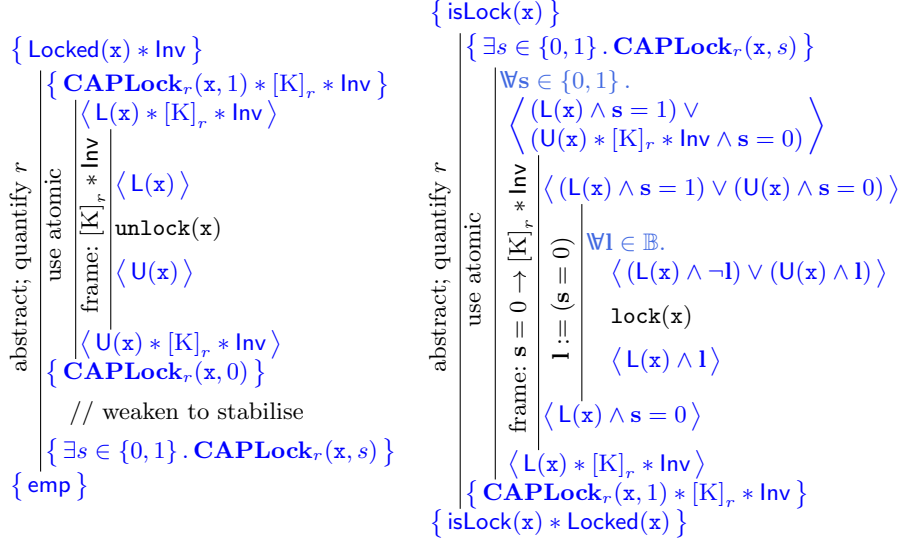 { Locked(x) ∗ Inv }
abstract; quantify r
{ CAPLock_r(x, 1) ∗ [K]_r ∗ Inv }
use atomic
⟨ L(x) ∗ [K]_r ∗ Inv ⟩
frame: [K]_r ∗ Inv
⟨ L(x) ⟩
unlock(x)
⟨ U(x) ⟩
⟨ U(x) ∗ [K]_r ∗ Inv ⟩
{ CAPLock_r(x, 0) }
// weaken to stabilise
{ ∃s ∈ {0, 1} . CAPLock_r(x, s) }
{ emp }
{ isLock(x) }
abstract; quantify r
{ ∃s ∈ {0, 1} . CAPLock_r(x, s) }
use atomic
∀s ∈ {0, 1} .
⟨ (L(x) ∧ s = 1) ∨
(U(x) ∗ [K]_r ∗ Inv ∧ s = 0) ⟩
frame: s = 0 → [K]_r ∗ Inv
⟨ (L(x) ∧ s = 1) ∨ (U(x) ∧ s = 0) ⟩
l := (s = 0)
∀l ∈ 𝔹.
⟨ (L(x) ∧ ¬l) ∨ (U(x) ∧ l) ⟩
lock(x)
⟨ L(x) ∧ l ⟩
⟨ L(x) ∧ s = 0 ⟩
⟨ L(x) ∗ [K]_r ∗ Inv ⟩
{ CAPLock_r(x, 1) ∗ [K]_r ∗ Inv }
{ isLock(x) ∗ Locked(x) }